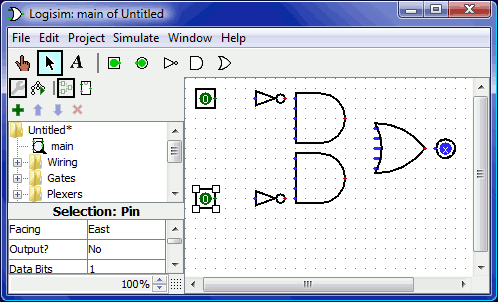 Logisim: main of Untitled
File Edit Project Simulate Window Help
A
0
Untitled*
main
Wiring
Gates
Plexers
x
0
Selection: Pin
Facing East
Output? No
Data Bits 1
100%